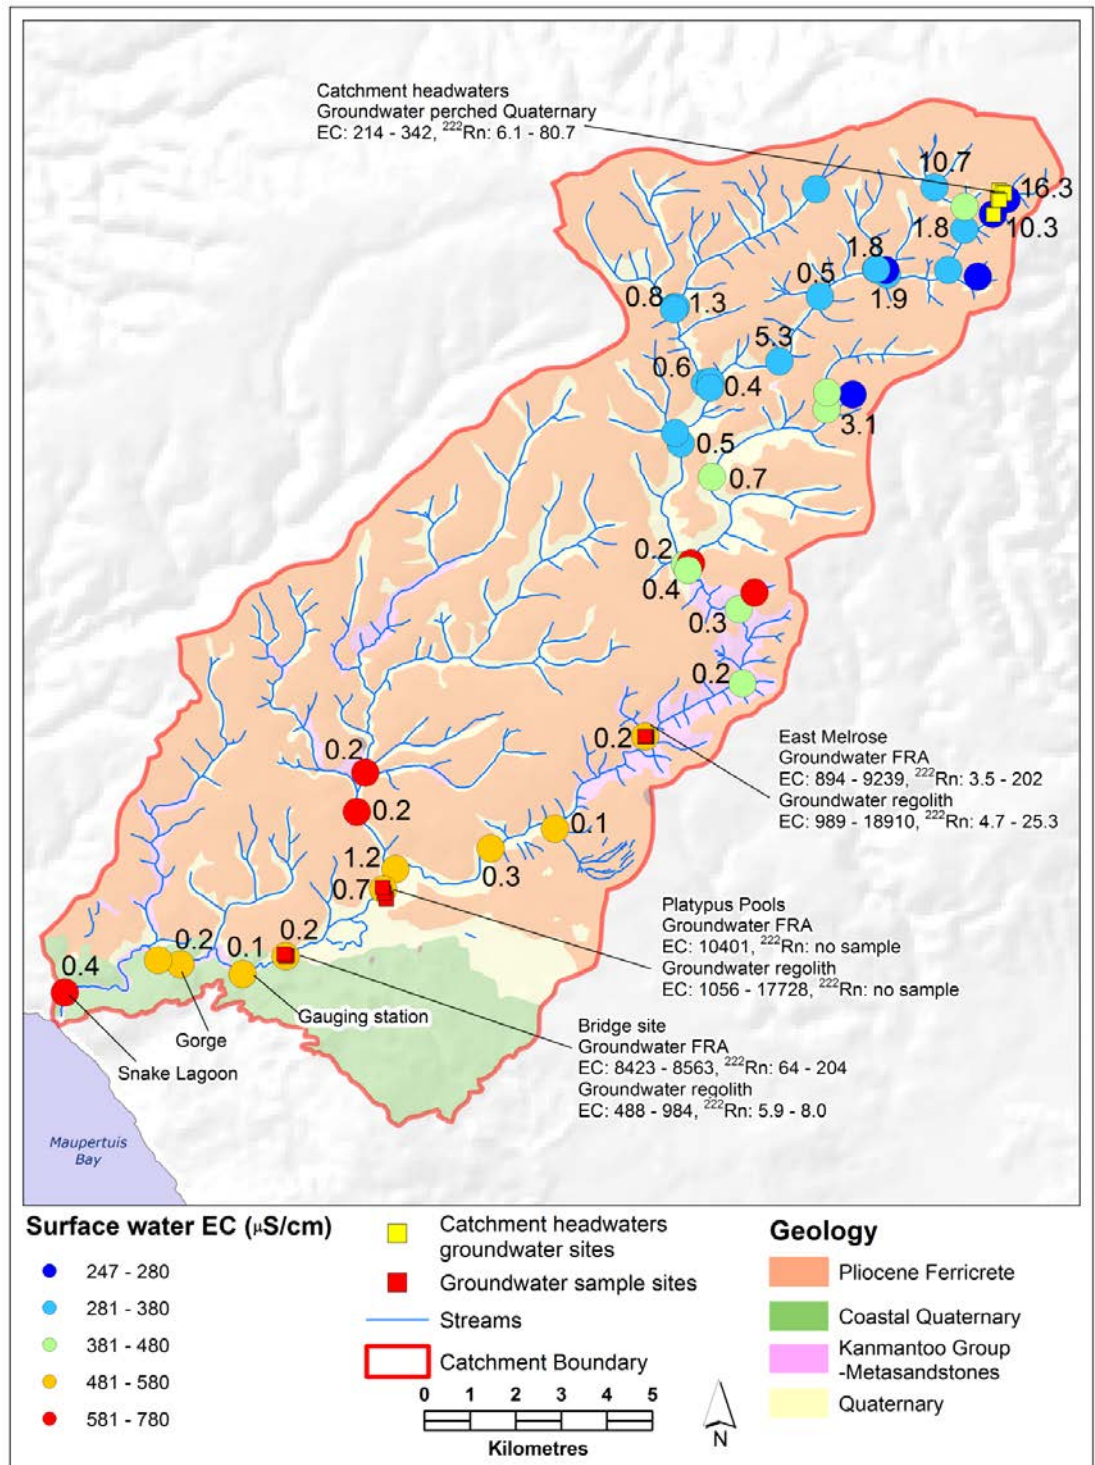 Catchment headwaters
Groundwater perched Quaternary
EC: 214 - 342, ²²²Rn: 6.1 - 80.7
10.7
16.3
1.8
10.3
1.8
0.5
1.9
0.8
1.3
5.3
0.6
0.4
3.1
0.5
0.7
0.2
0.4
0.3
0.2
0.2
East Melrose
Groundwater FRA
EC: 894 - 9239, ²²²Rn: 3.5 - 202
Groundwater regolith
EC: 989 - 18910, ²²²Rn: 4.7 - 25.3
0.2
0.2
0.1
1.2
0.3
0.7
Platypus Pools
Groundwater FRA
EC: 10401, ²²²Rn: no sample
Groundwater regolith
EC: 1056 - 17728, ²²²Rn: no sample
0.2
0.2
0.1
0.4
Gauging station
Gorge
Snake Lagoon
Bridge site
Groundwater FRA
EC: 8423 - 8563, ²²²Rn: 64 - 204
Groundwater regolith
EC: 488 - 984, ²²²Rn: 5.9 - 8.0
Maupertuis
Bay
Surface water EC (µS/cm)
247 - 280
281 - 380
381 - 480
481 - 580
581 - 780
Catchment headwaters
groundwater sites
Groundwater sample sites
Streams
Catchment Boundary
0 1 2 3 4 5
Kilometres
N
Geology
Pliocene Ferricrete
Coastal Quaternary
Kanmantoo Group
-Metasandstones
Quaternary